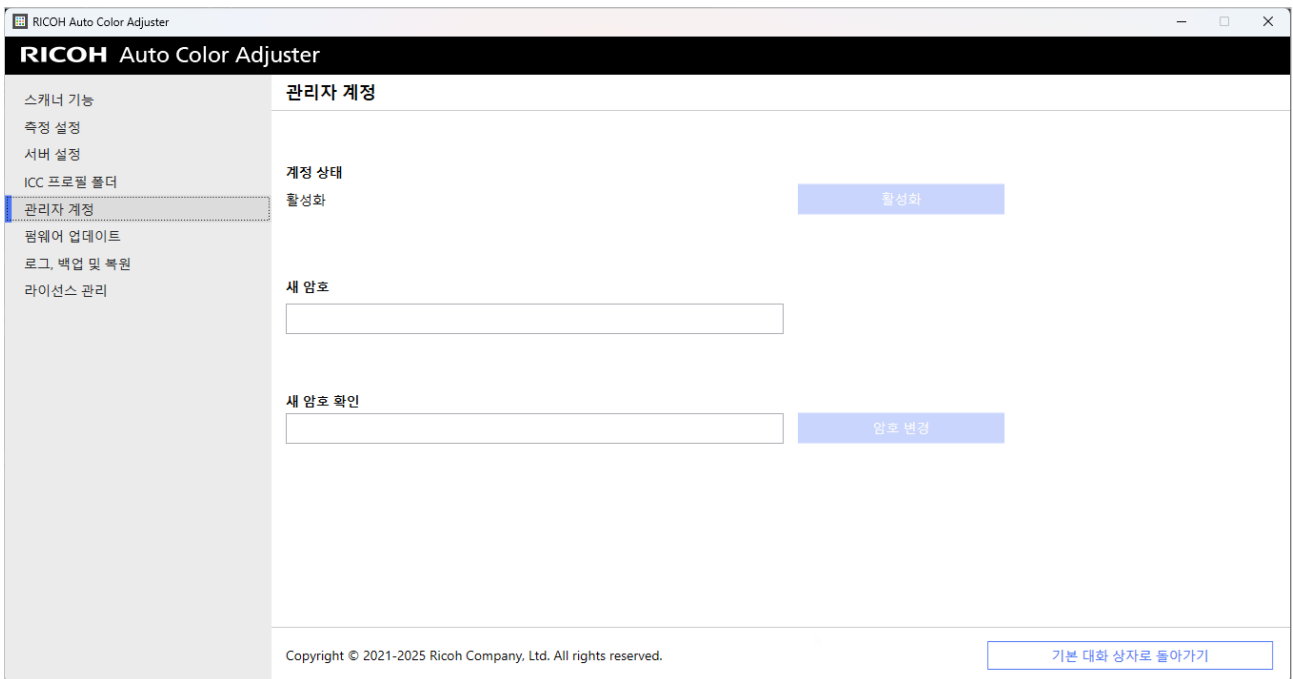 RICOH Auto Color Adjuster
RICOH Auto Color Adjuster
스캐너 기능
측정 설정
서버 설정
ICC 프로필 폴더
관리자 계정
펌웨어 업데이트
로그, 백업 및 복원
라이선스 관리
관리자 계정
계정 상태
활성화
활성화
새 암호
새 암호 확인
암호 변경
Copyright © 2021-2025 Ricoh Company, Ltd. All rights reserved.
기본 대화 상자로 돌아가기